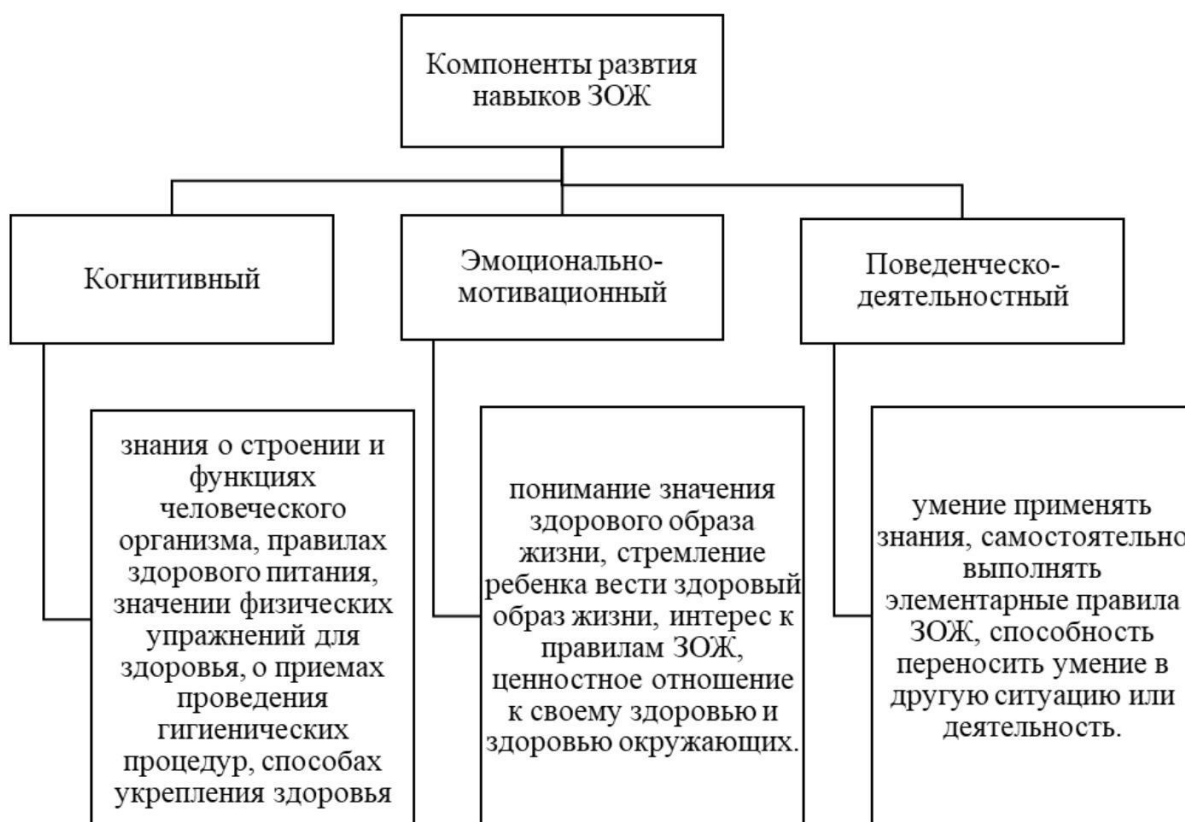 Компоненты развтия
навыков ЗОЖ
Когнитивный
Эмоционально-
мотивационный
Поведенческо-
деятельностный
знания о строении и
функциях
человеческого
организма, правилах
здорового питания,
значении физических
упражнений для
здоровья, о приемах
проведения
гигиенических
процедур, способах
укрепления здоровья
понимание значения
здорового образа
жизни, стремление
ребенка вести здоровый
образ жизни, интерес к
правилам ЗОЖ,
ценностное отношение
к своему здоровью и
здоровью окружающих.
умение применять
знания, самостоятельно
выполнять
элементарные правила
ЗОЖ, способность
переносить умение в
другую ситуацию или
деятельность.